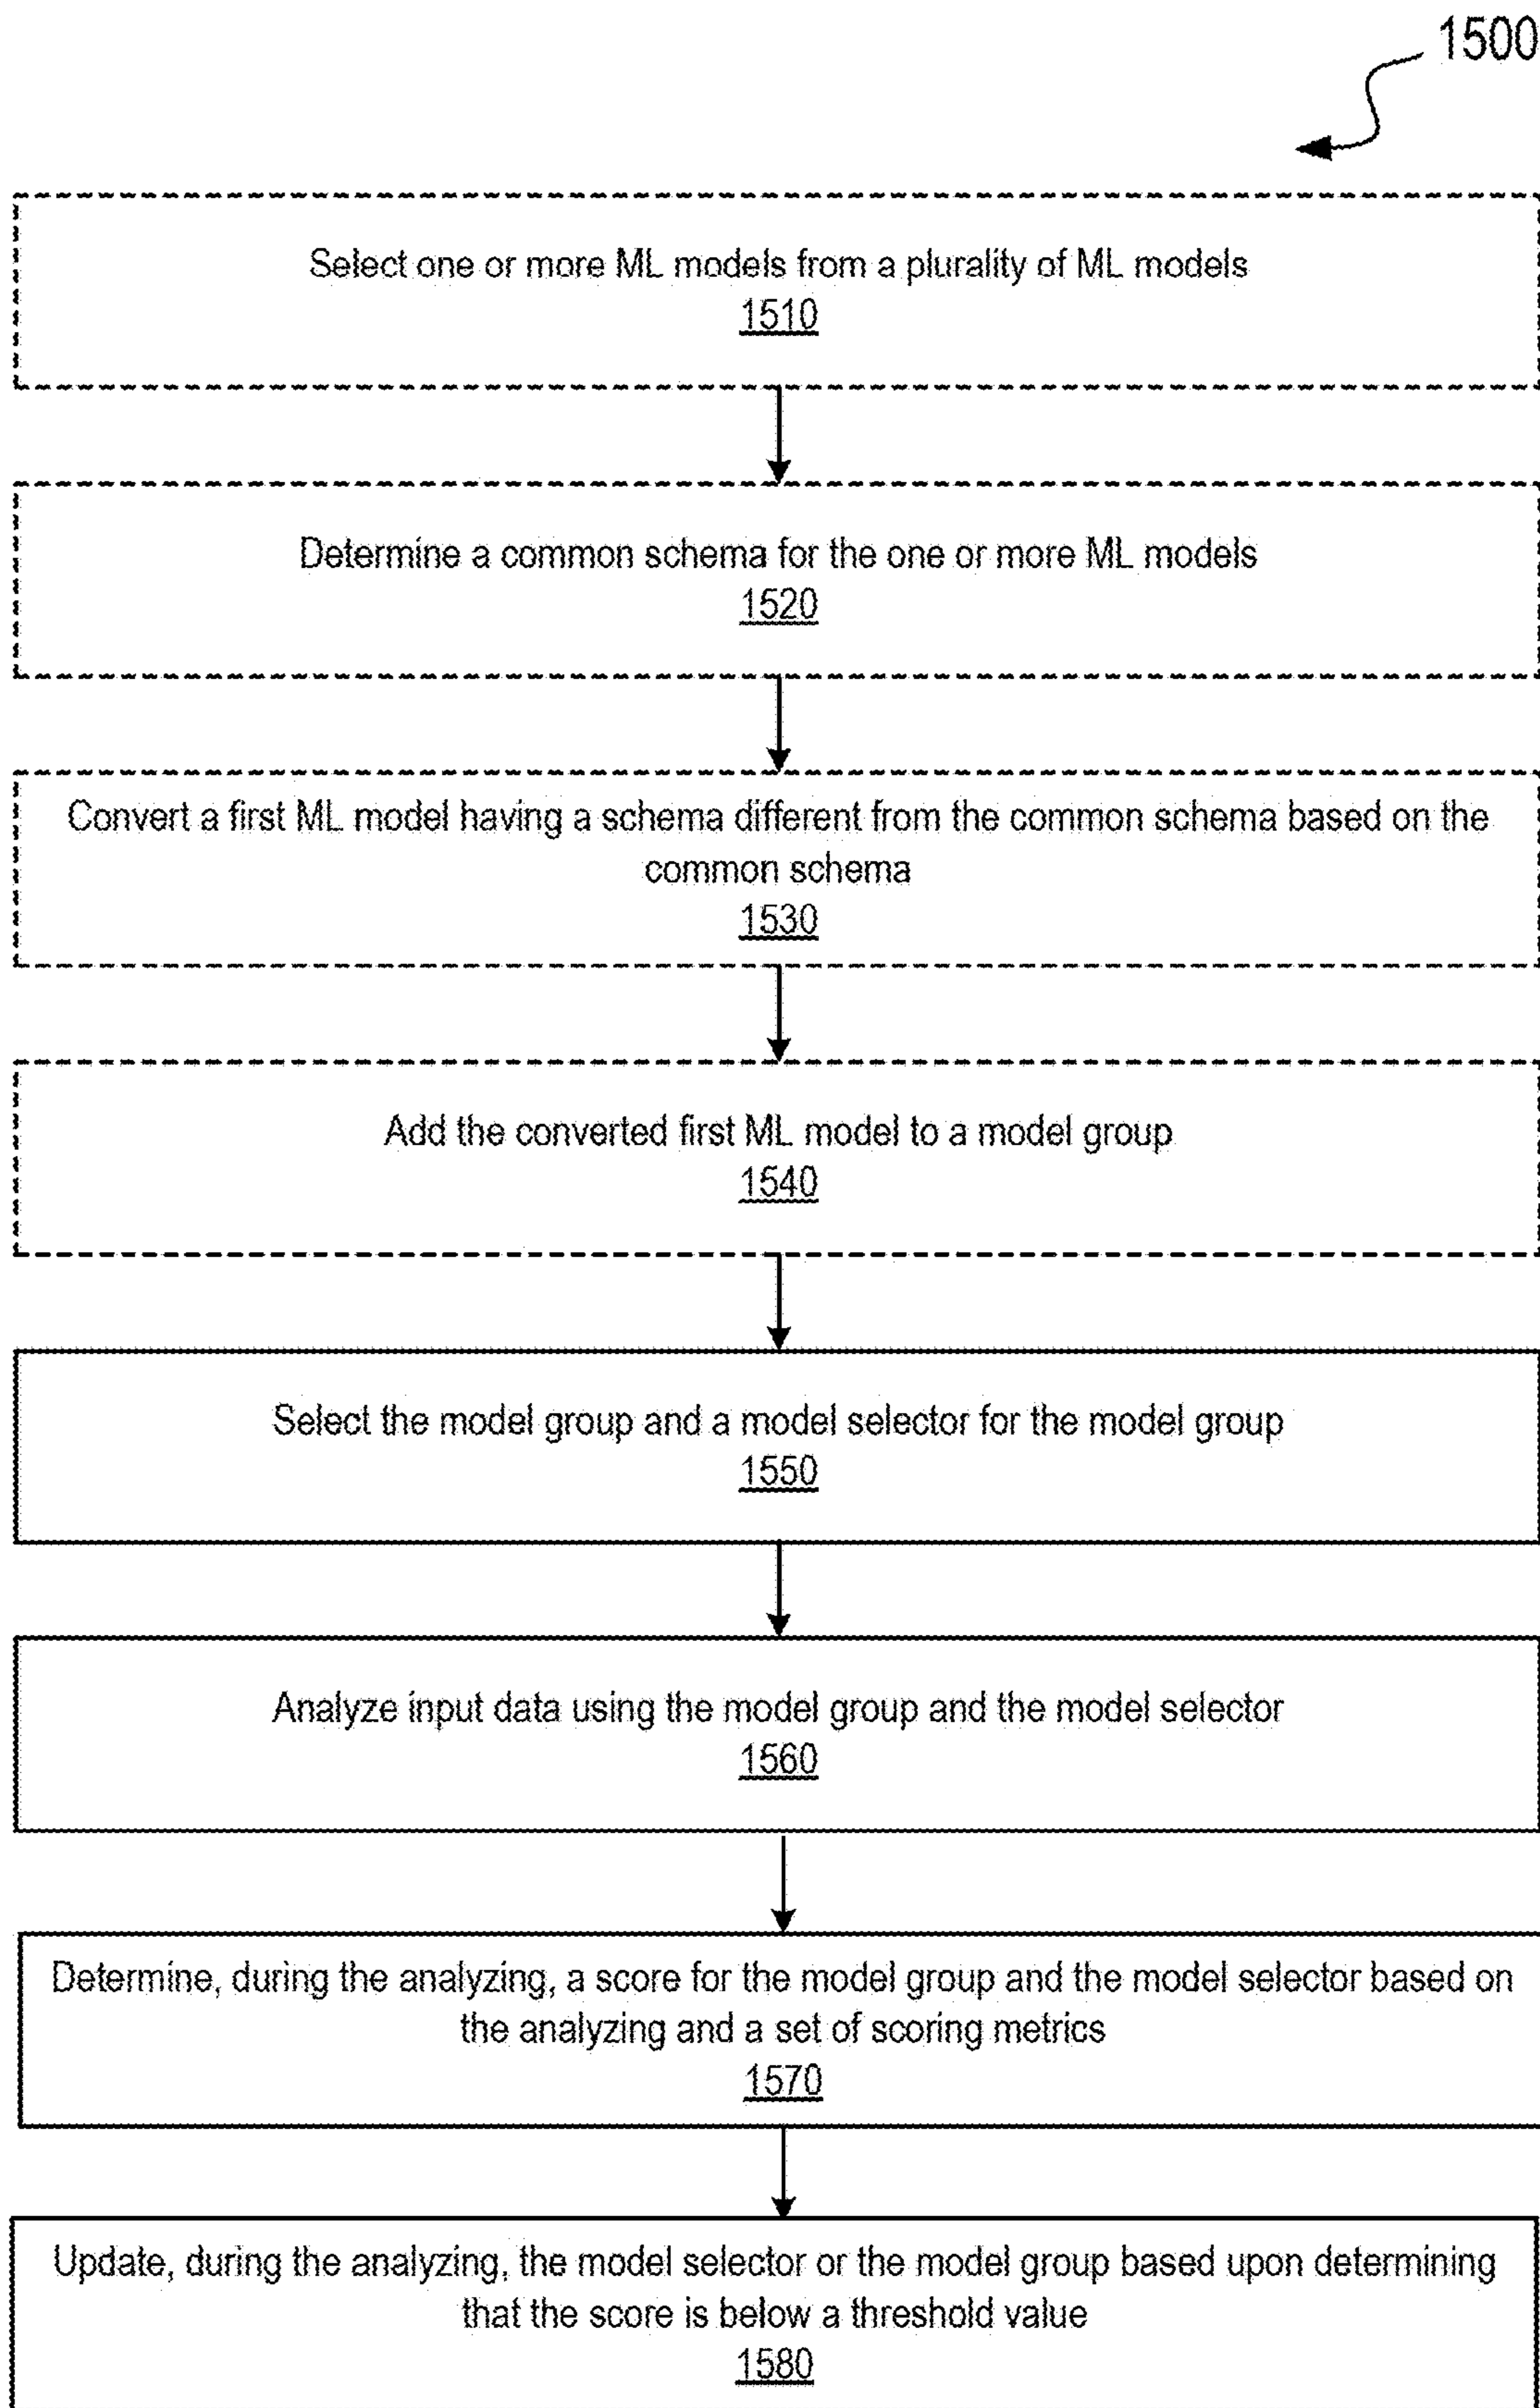 1500
Select one or more ML models from a plurality of ML models
1510
Determine a common schema for the one or more ML models
1520
Convert a first ML model having a schema different from the common schema based on the
common schema
1530
Add the converted first ML model to a model group
1540
Select the model group and a model selector for the model group
1550
Analyze input data using the model group and the model selector
1560
Determine, during the analyzing, a score for the model group and the model selector based on
the analyzing and a set of scoring metrics
1570
Update, during the analyzing, the model selector or the model group based upon determining
that the score is below a threshold value
1580